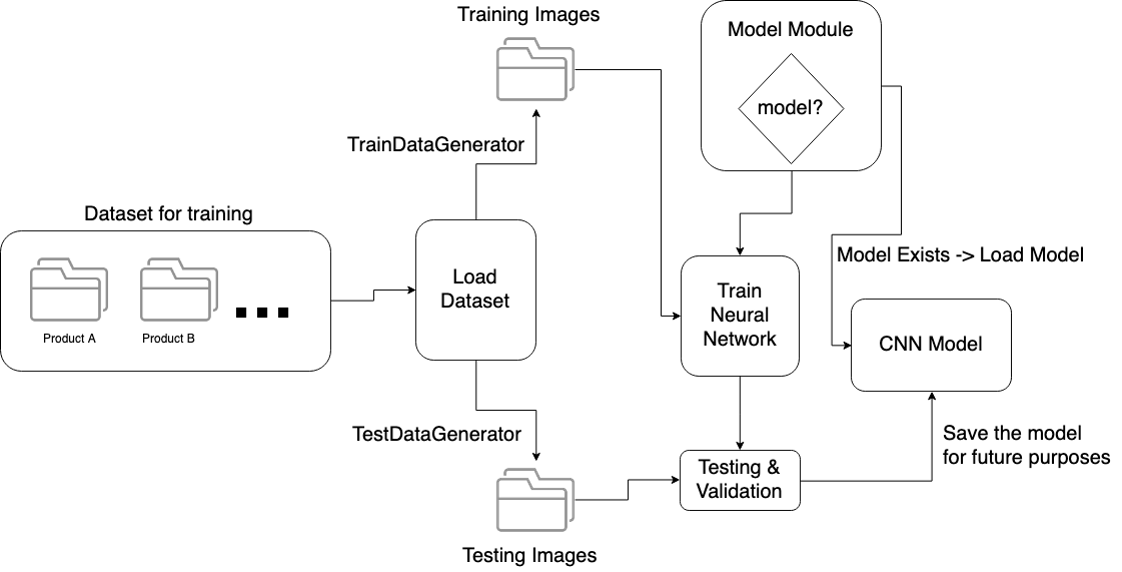 Training Images
Model Module
model?
TrainDataGenerator
Dataset for training
Product A
Product B
Load
Dataset
Model Exists -> Load Model
Train
Neural
Network
CNN Model
TestDataGenerator
Save the model
for future purposes
Testing &
Validation
Testing Images